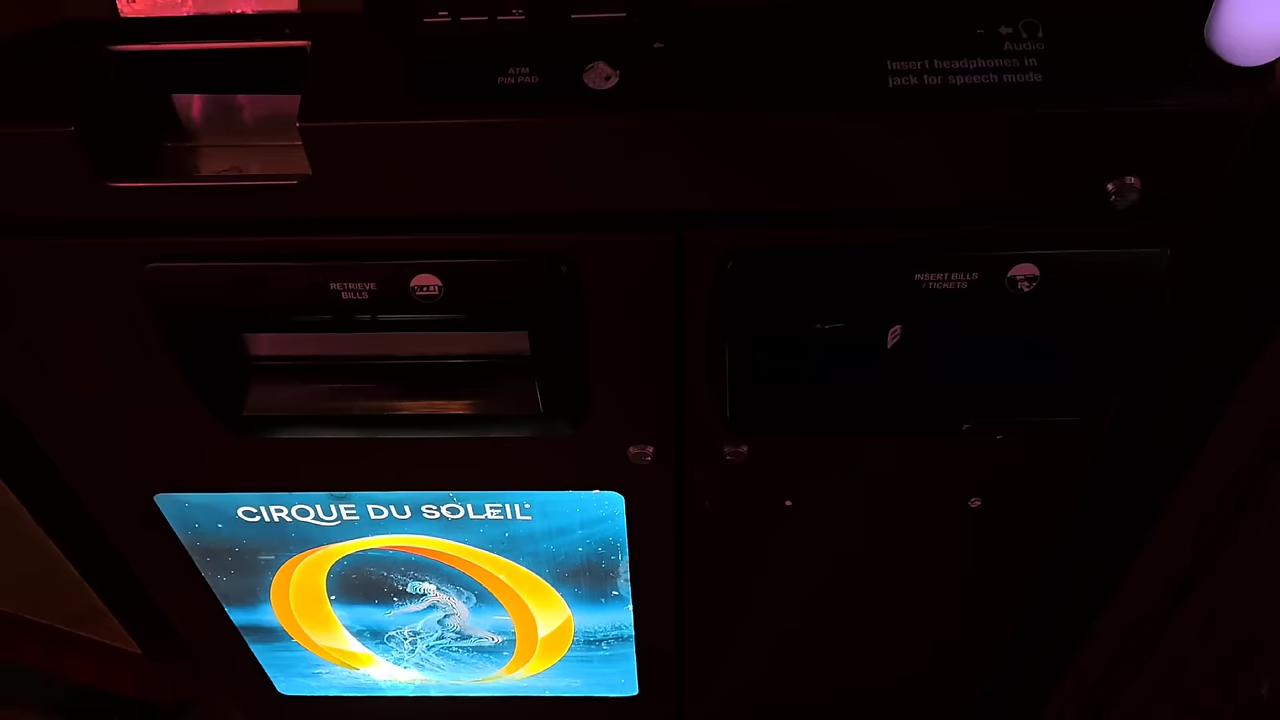 ATM
PIN PAD
Audio
Insert headphones in
jack for speech mode
RETRIEVE
BILLS
INSERT BILLS
/ TICKETS
CIRQUE DU SOLEIL
O